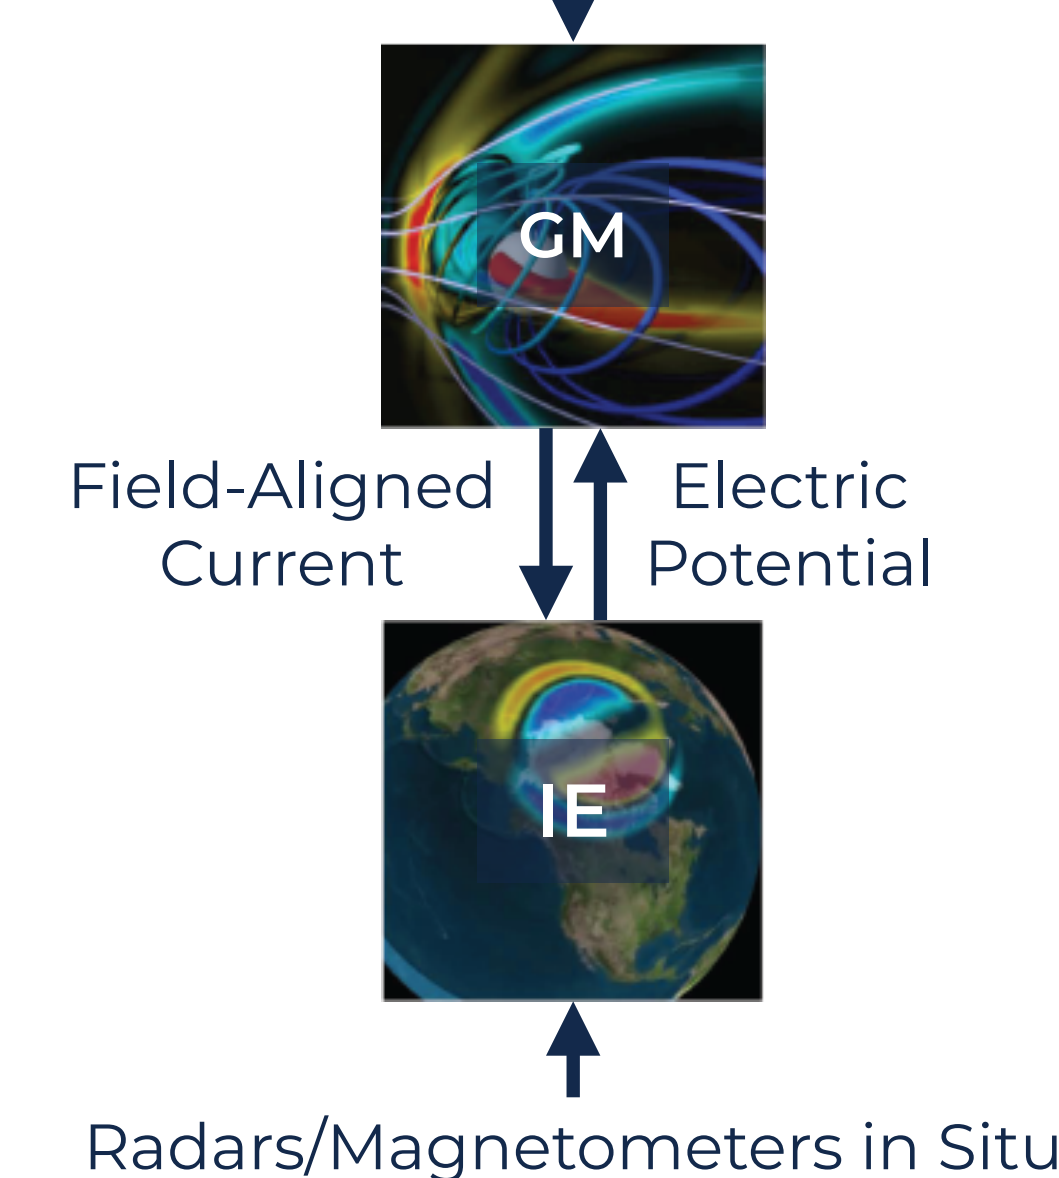 GM
Field-Aligned
Current
Electric
Potential
IE
Radars/Magnetometers in Situ